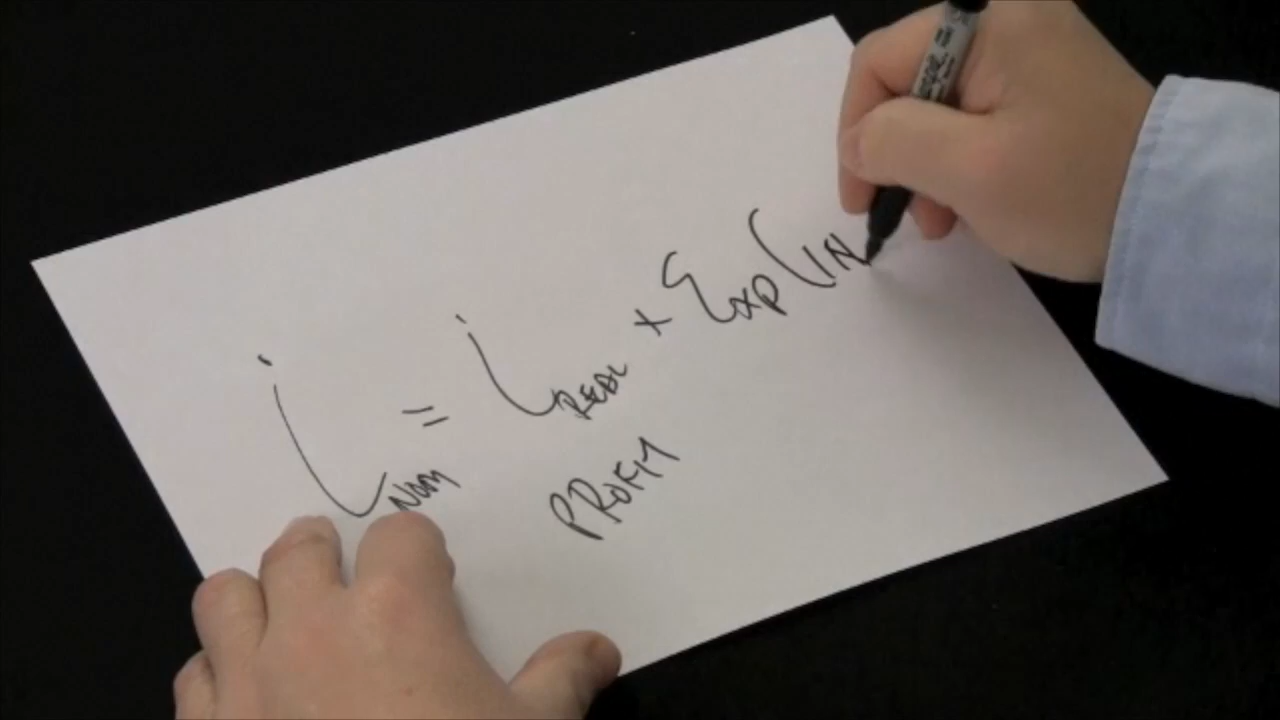 i NOM = i REAL + Exp (IN
PROFIT